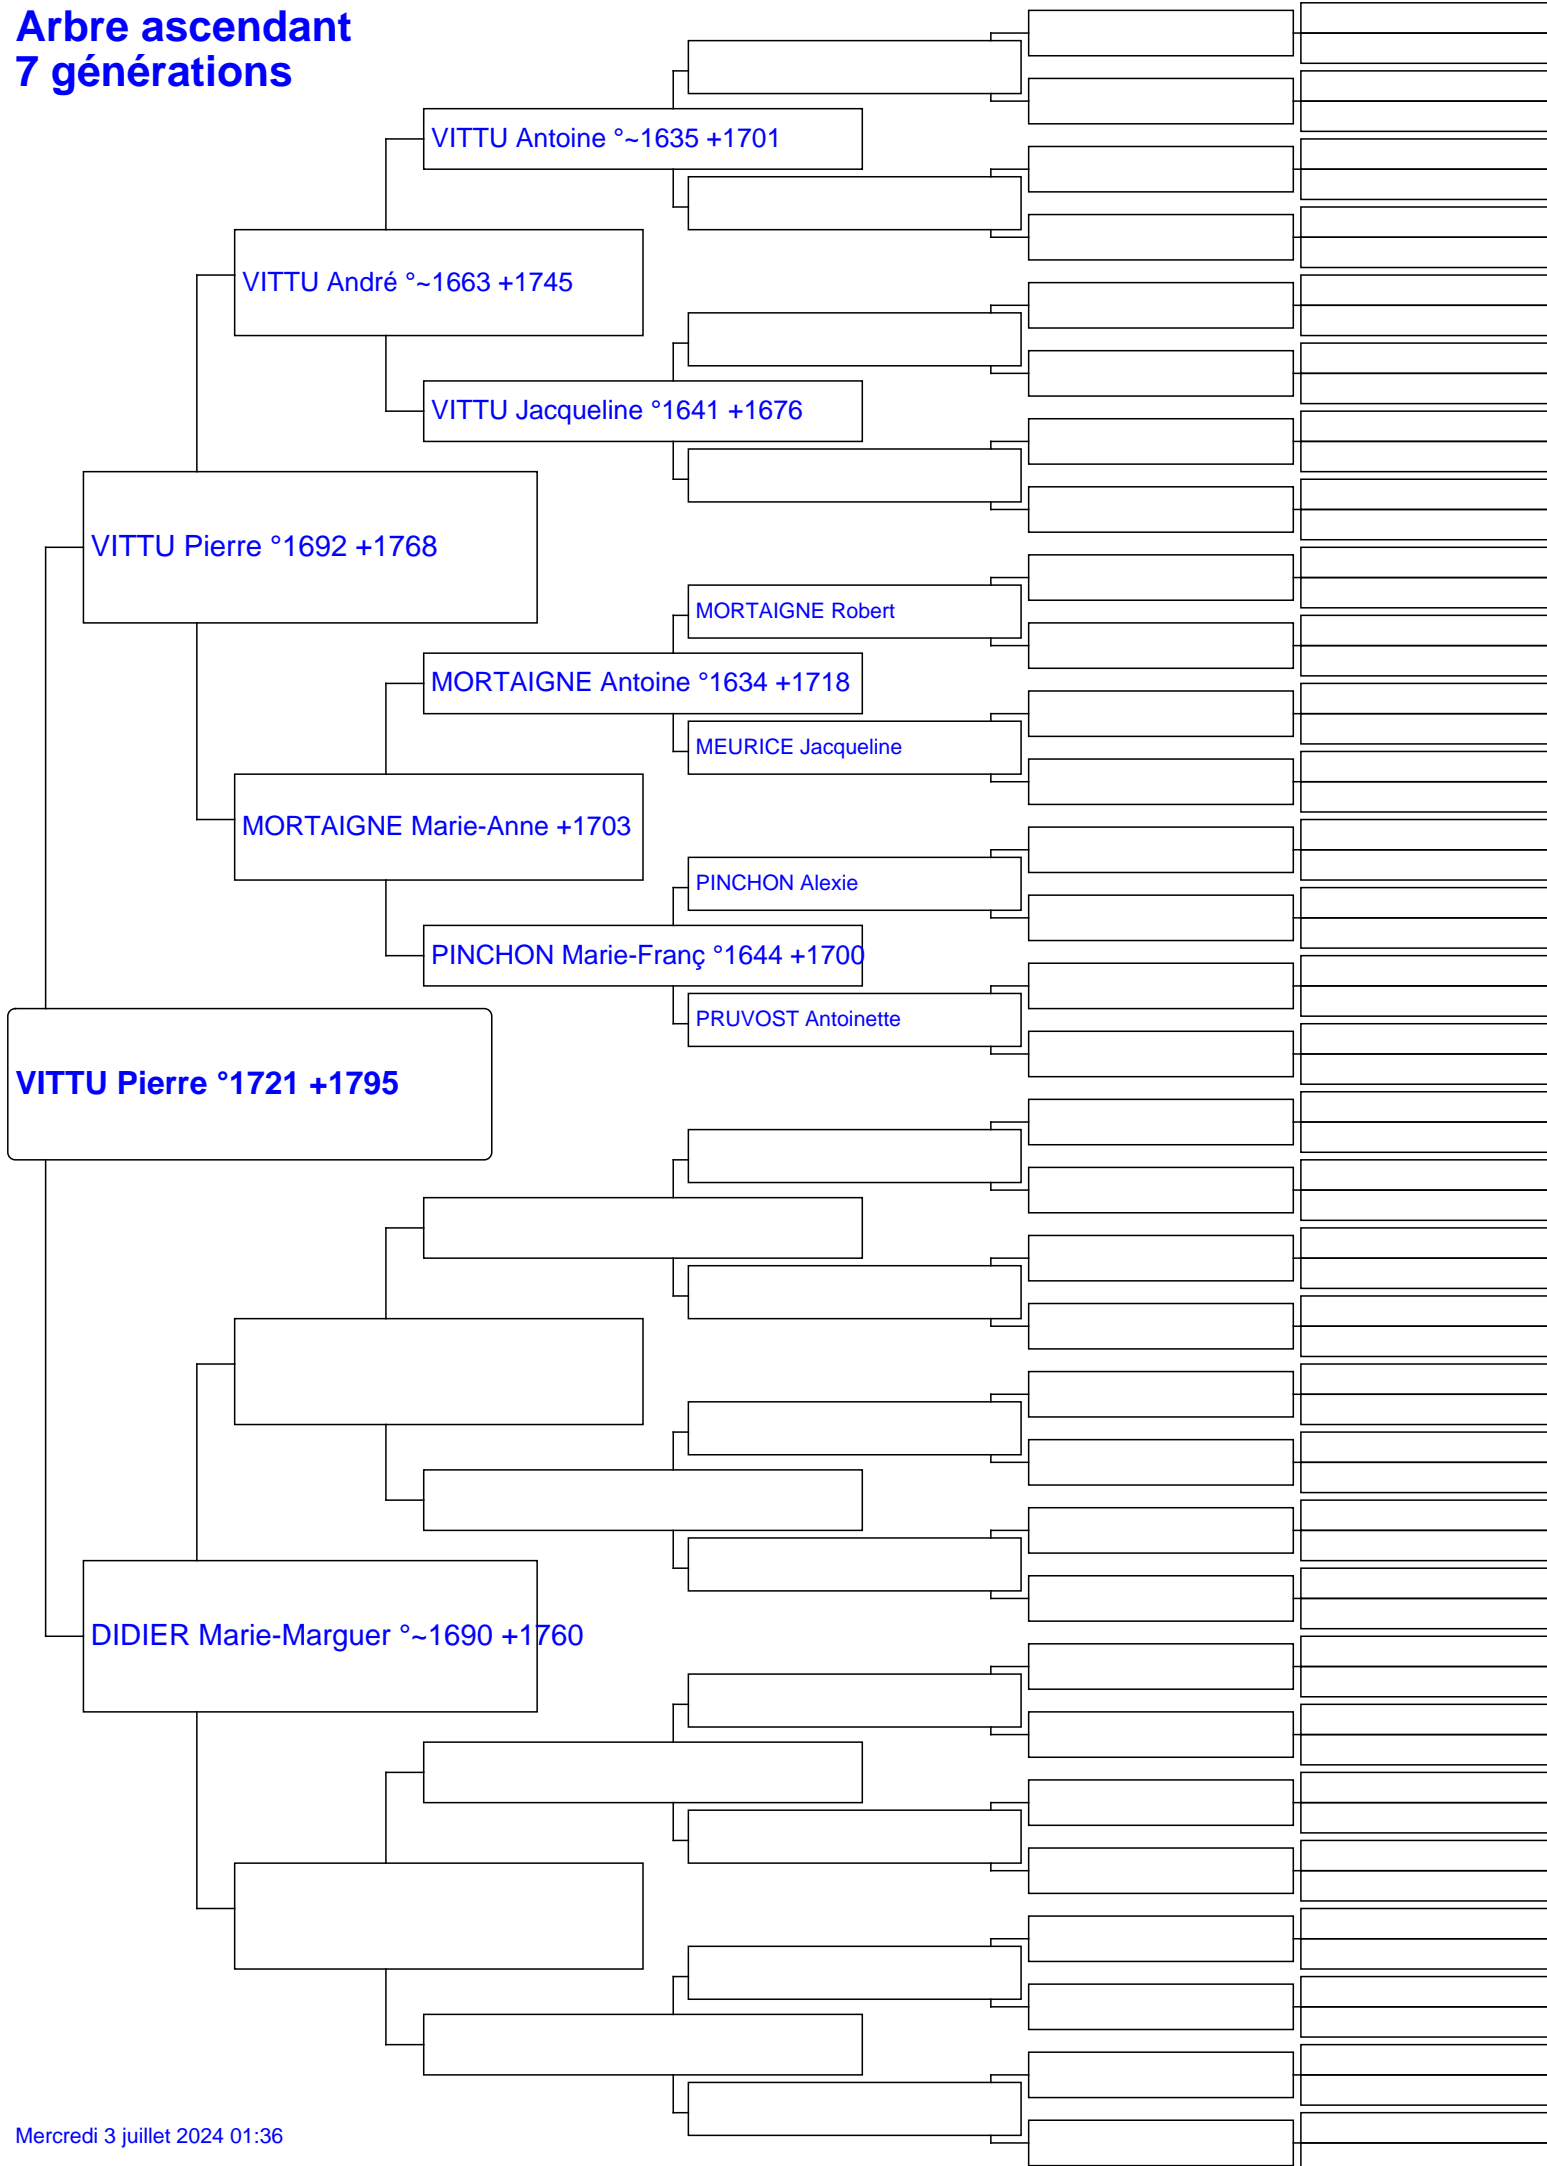 Arbre ascendant
7 générations
VITTU Antoine °~1635 +1701
VITTU André °~1663 +1745
VITTU Jacqueline °1641 +1676
VITTU Pierre °1692 +1768
MORTAIGNE Robert
MORTAIGNE Antoine °1634 +1718
MEURICE Jacqueline
MORTAIGNE Marie-Anne +1703
PINCHON Alexie
PINCHON Marie-Franç °1644 +1700
PRUVOST Antoinette
VITTU Pierre °1721 +1795
DIDIER Marie-Marguer °~1690 +1760
Mercredi 3 juillet 2024 01:36